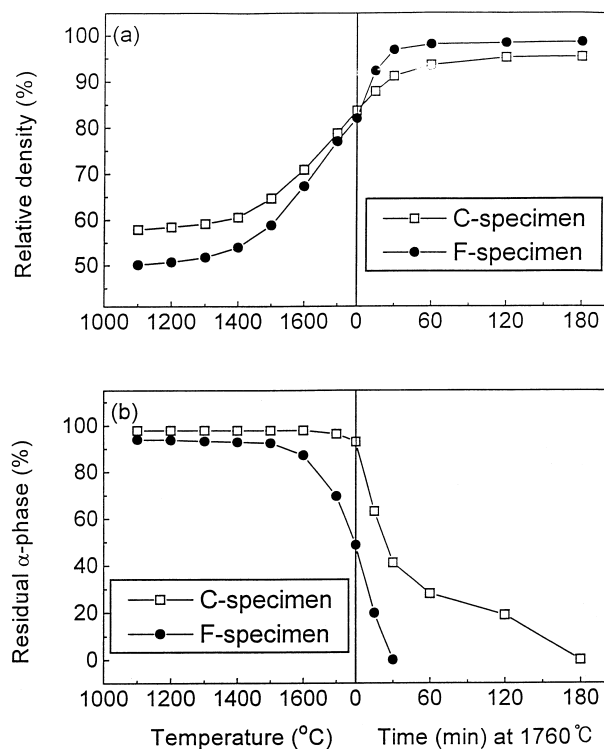 (a)
Relative density (%)
100
90
80
70
60
50
C-specimen
F-specimen
1000 1200 1400 1600 0 60 120 180
(b)
Residual α-phase (%)
100
80
60
40
20
0
C-specimen
F-specimen
1000 1200 1400 1600 0 60 120 180
Temperature (°C) Time (min) at 1760℃